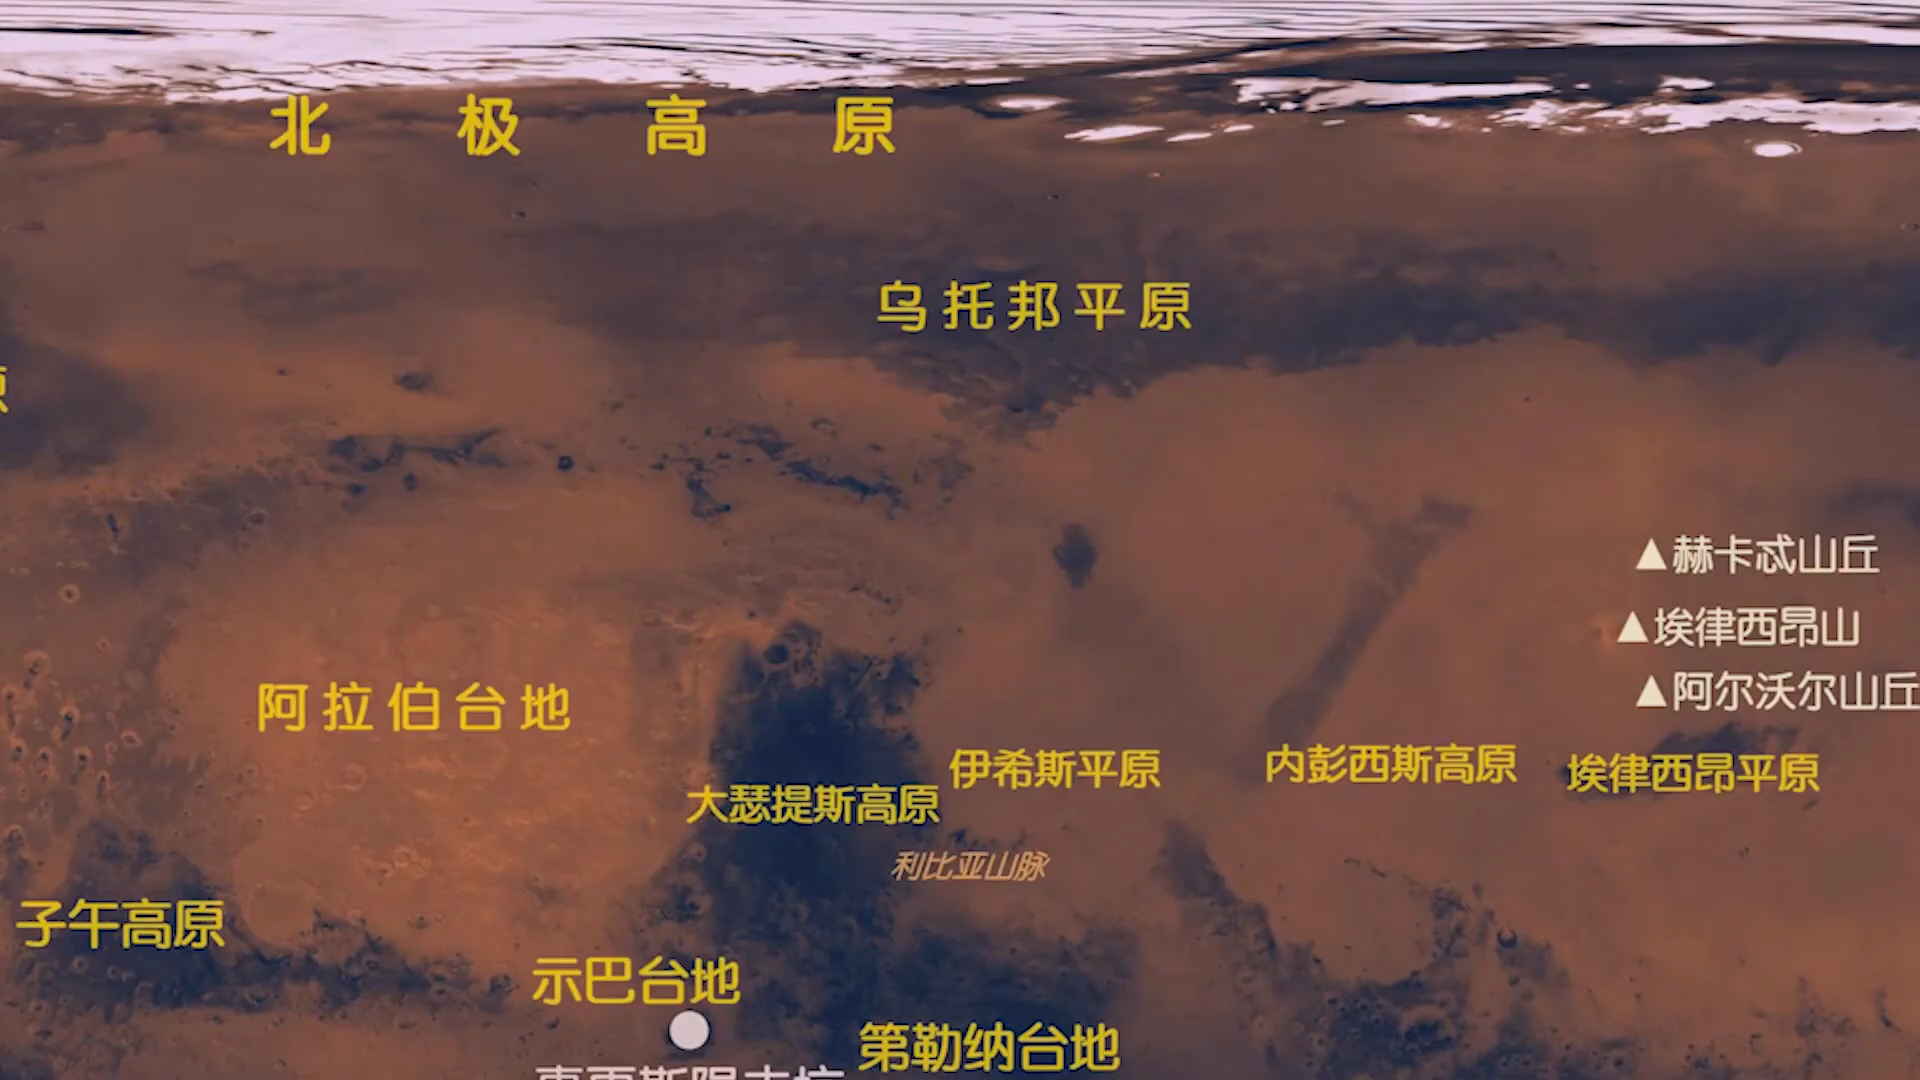 北极高原
乌托邦平原
原
▲赫卡忒山丘
▲埃律西昂山
▲阿尔沃尔山丘
阿拉伯台地
伊希斯平原
内彭西斯高原
埃律西昂平原
大瑟提斯高原
利比亚山脉
子午高原
示巴台地
第勒纳台地